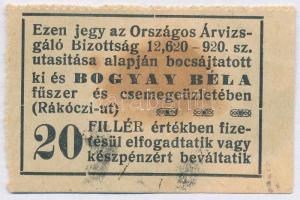 Ezen jegy az Országos Árvizs-
gáló Bizottság 12,620-920. sz.
utasitása alapján bocsájtatott
ki és BOGYAY BÉLA
füszer és csemegeüzletében
(Rákóczi-ut)
20 FILLÉR értékben fize-
tésül elfogadtatik vagy
készpénzért beváltatik